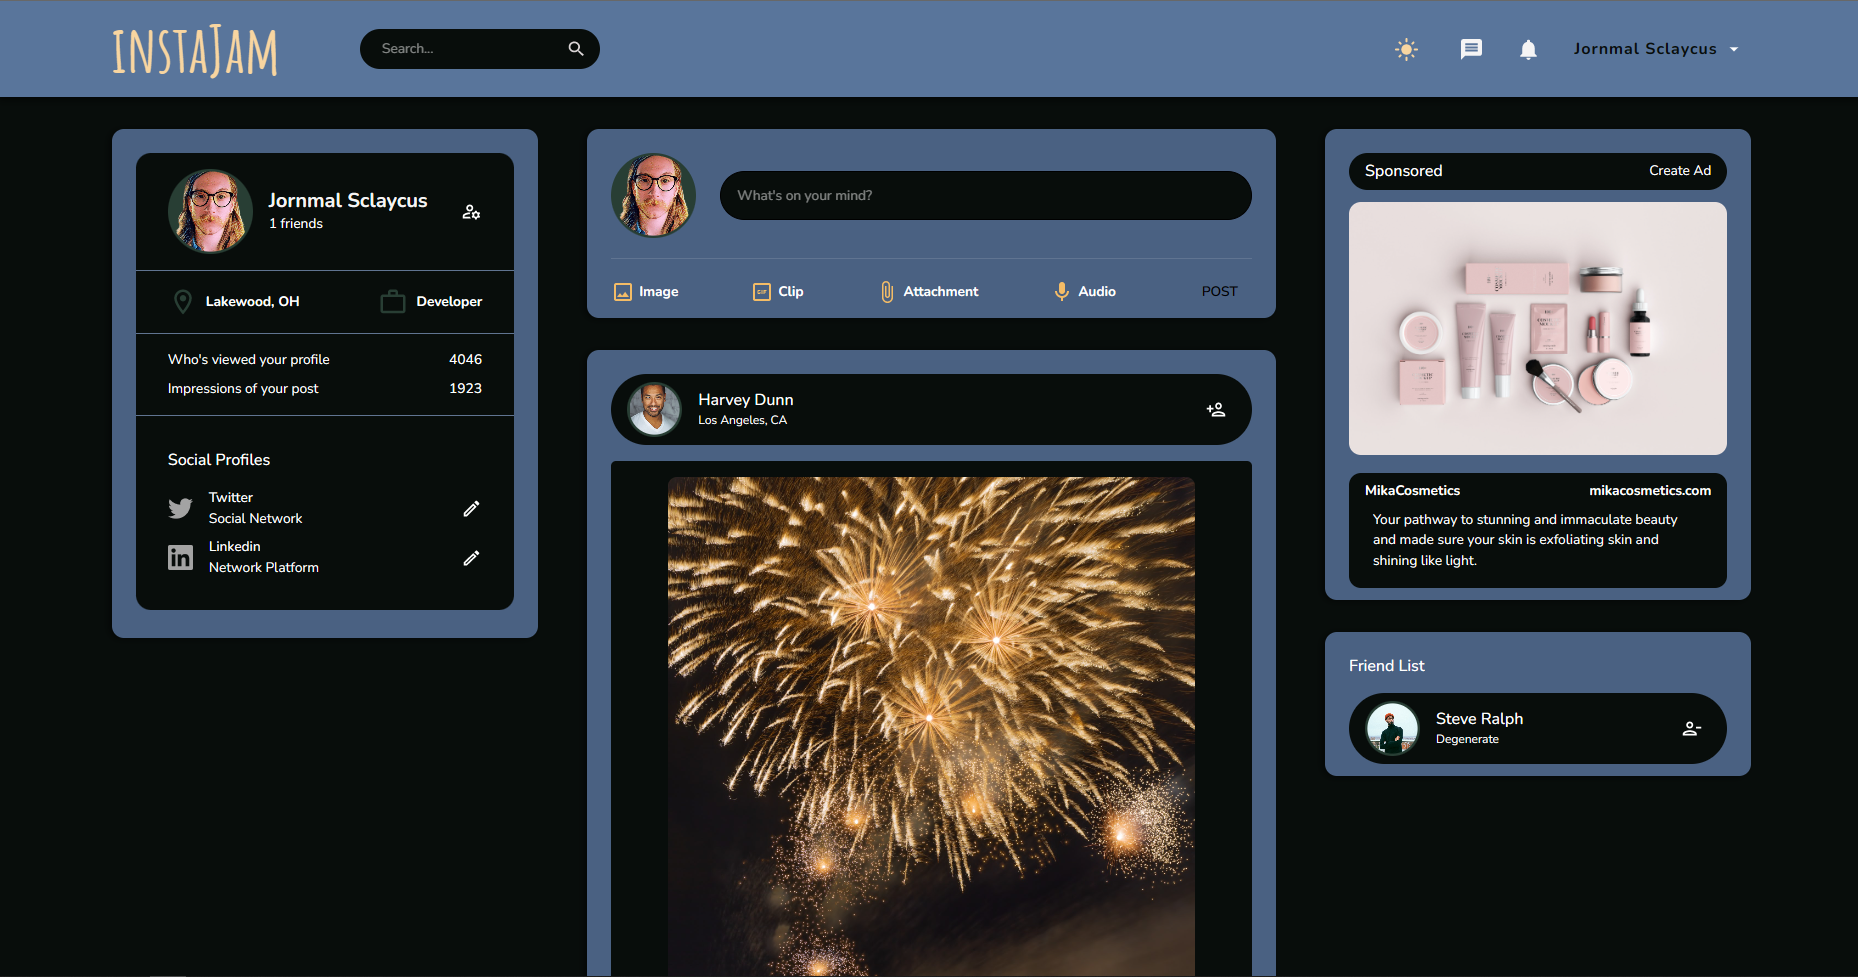 INSTAJAM
Search...
Jornmal Sclaycus
Jornmal Sclaycus
1 friends
Lakewood, OH
Developer
Who's viewed your profile 4046
Impressions of your post 1923
Social Profiles
Twitter
Social Network
Linkedin
Network Platform
What's on your mind?
Image
GIF
Clip
Attachment
Audio
POST
Harvey Dunn
Los Angeles, CA
Sponsored
Create Ad
MikaCosmetics
mikacosmetics.com
Your pathway to stunning and immaculate beauty
and made sure your skin is exfoliating skin and
shining like light.
Friend List
Steve Ralph
Degenerate